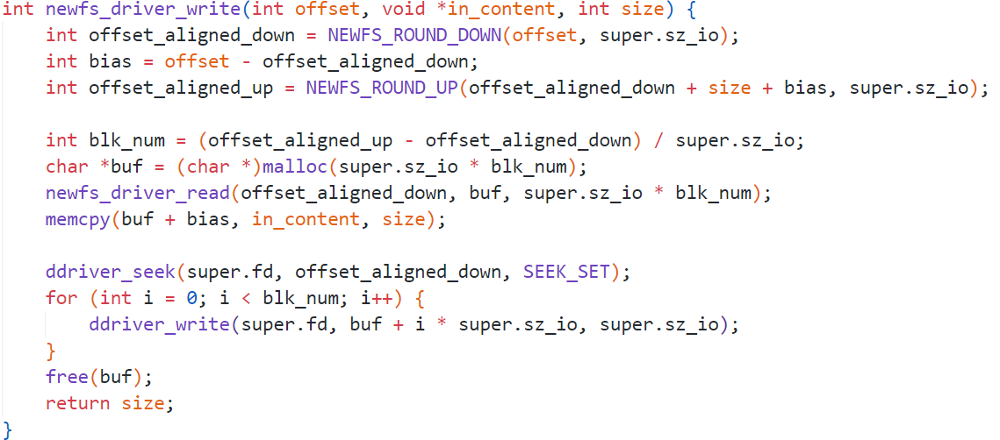 int newfs_driver_write(int offset, void *in_content, int size) {
    int offset_aligned_down = NEWFS_ROUND_DOWN(offset, super.sz_io);
    int bias = offset - offset_aligned_down;
    int offset_aligned_up = NEWFS_ROUND_UP(offset_aligned_down + size + bias, super.sz_io);

    int blk_num = (offset_aligned_up - offset_aligned_down) / super.sz_io;
    char *buf = (char *)malloc(super.sz_io * blk_num);
    newfs_driver_read(offset_aligned_down, buf, super.sz_io * blk_num);
    memcpy(buf + bias, in_content, size);

    ddriver_seek(super.fd, offset_aligned_down, SEEK_SET);
    for (int i = 0; i < blk_num; i++) {
        ddriver_write(super.fd, buf + i * super.sz_io, super.sz_io);
    }
    free(buf);
    return size;
}